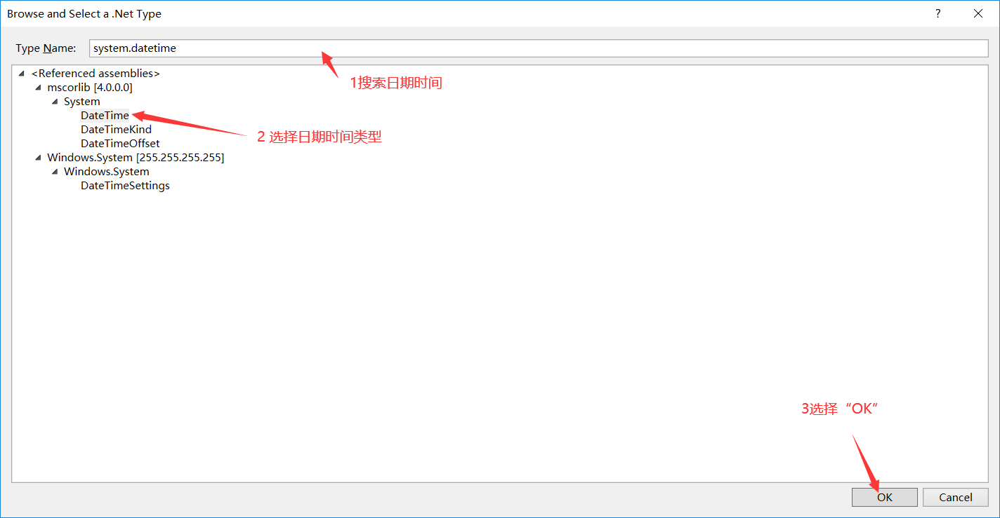 Browse and Select a .Net Type
?
Type Name: system.datetime
<Referenced assemblies>
1搜索日期时间
mscorlib [4.0.0.0]
System
DateTime
DateTimeKind
2 选择日期时间类型
DateTimeOffset
Windows.System [255.255.255.255]
Windows.System
DateTimeSettings
3选择“OK”
OK Cancel